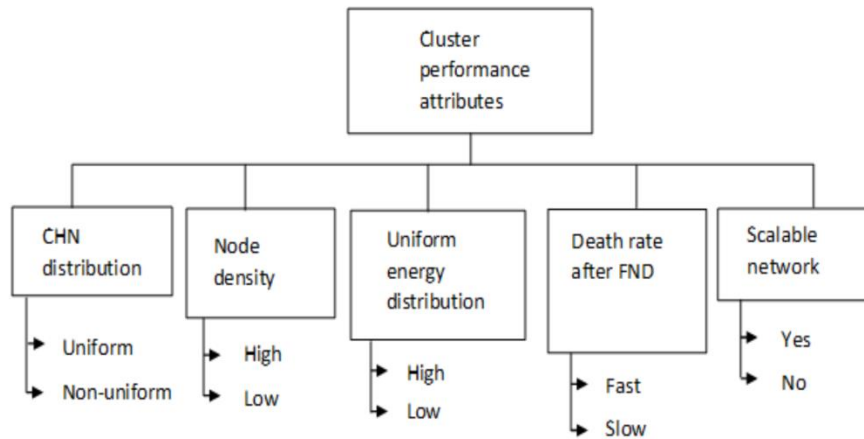 Cluster
performance
attributes
CHN
distribution
Uniform
Non-uniform
Node
density
High
Low
Uniform
energy
distribution
High
Low
Death rate
after FND
Fast
Slow
Scalable
network
Yes
No